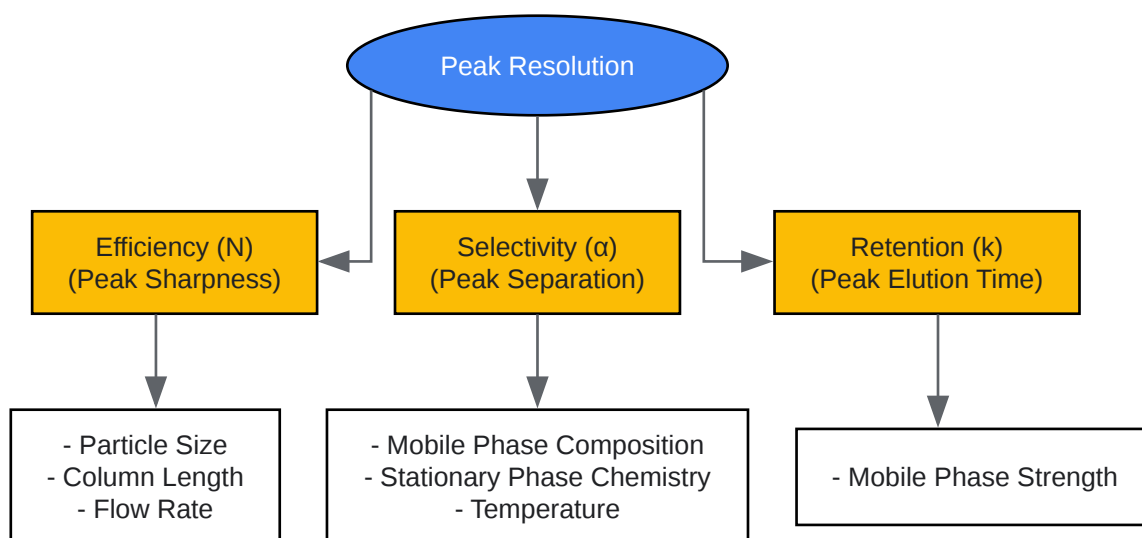 Peak Resolution
Efficiency (N)
(Peak Sharpness)
Selectivity (α)
(Peak Separation)
Retention (k)
(Peak Elution Time)
- Particle Size
- Column Length
- Flow Rate
- Mobile Phase Composition
- Stationary Phase Chemistry
- Temperature
- Mobile Phase Strength